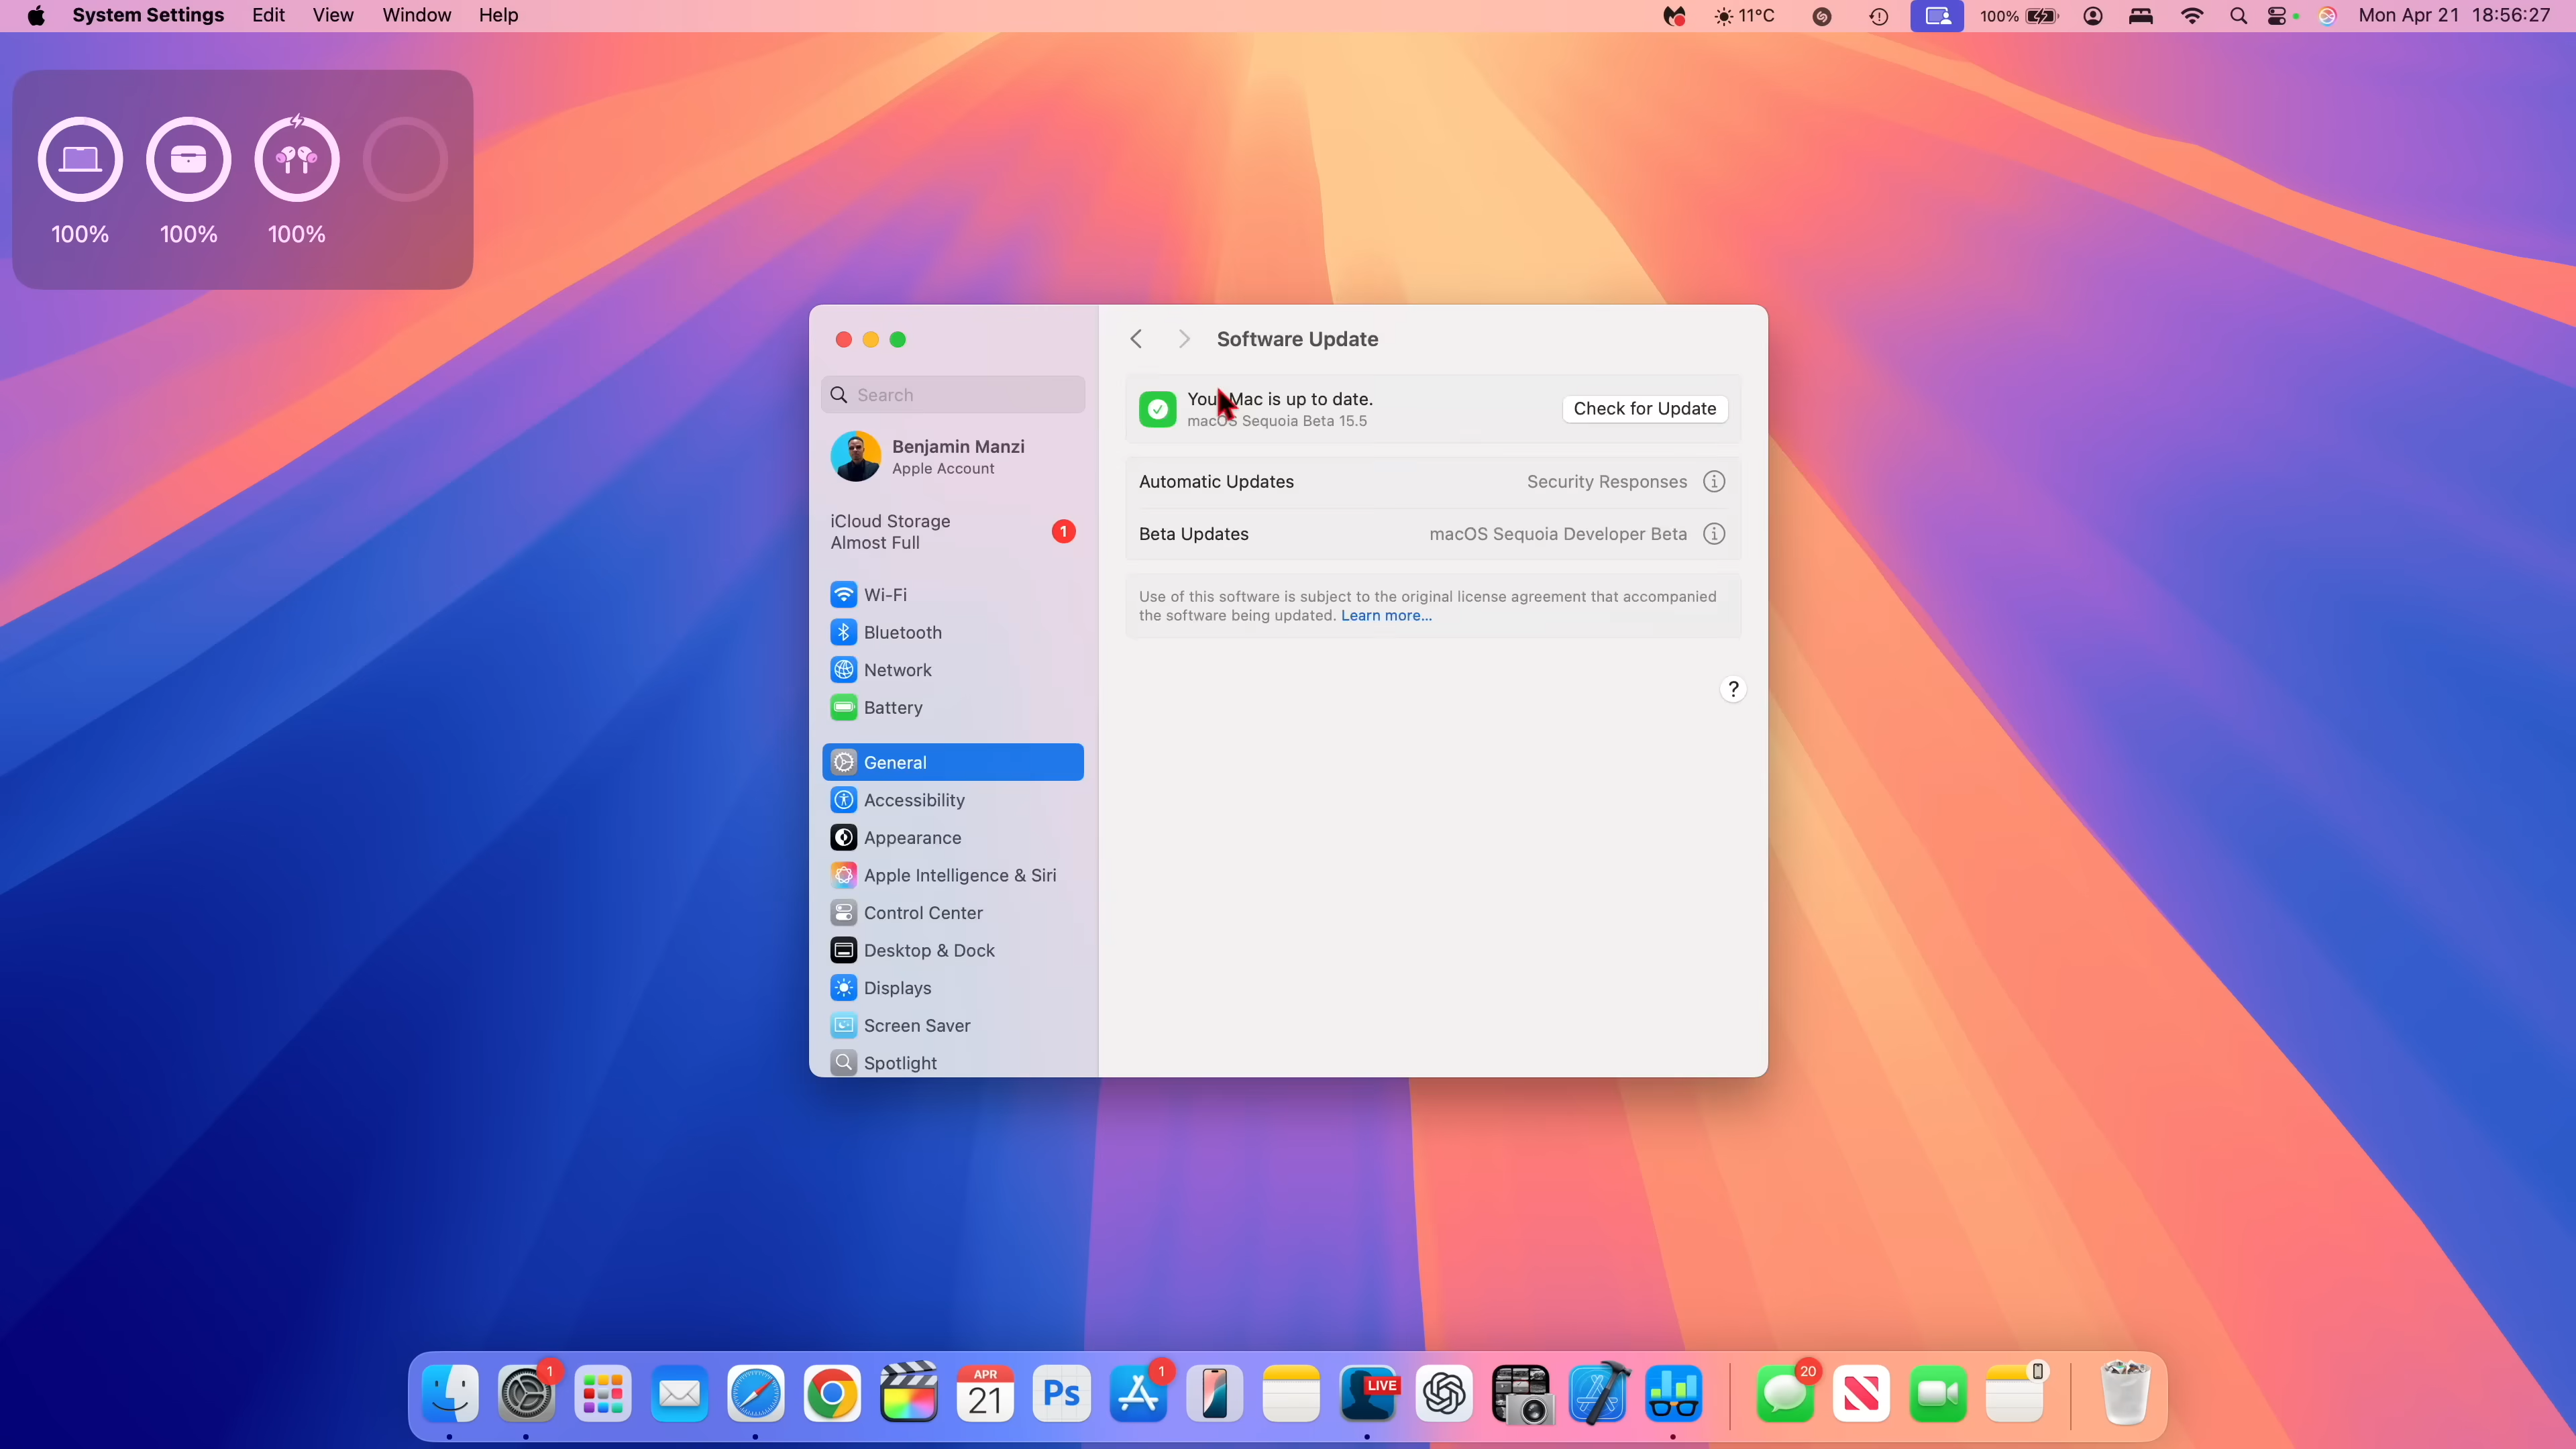 System Settings Edit View Window Help
11°C 100% Mon Apr 21 18:56:27
100% 100% 100%
Software Update
Search
Benjamin Manzi
Apple Account
iCloud Storage
Almost Full
1
Wi-Fi
Bluetooth
Network
Battery
General
Accessibility
Appearance
Apple Intelligence & Siri
Control Center
Desktop & Dock
Displays
Screen Saver
Spotlight
You Mac is up to date.
macOS Sequoia Beta 15.5
Check for Update
Automatic Updates Security Responses
Beta Updates macOS Sequoia Developer Beta
Use of this software is subject to the original license agreement that accompanied
the software being updated. Learn more...
?
1
APR
21
Ps
1
LIVE
20